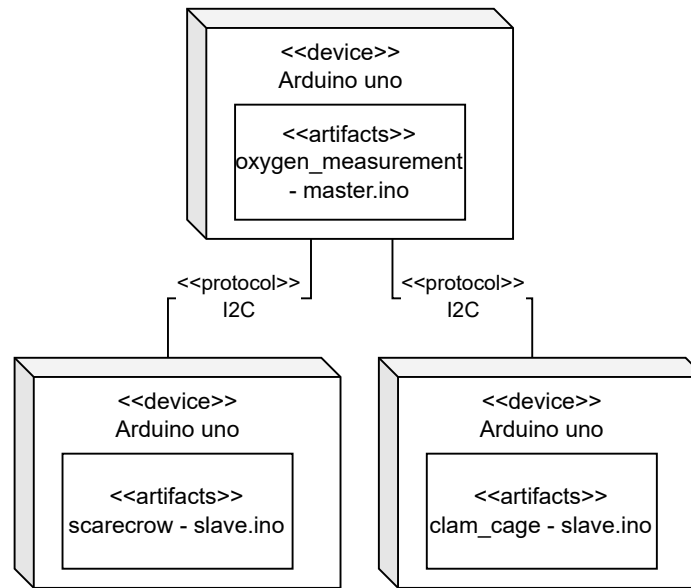 <<device>>
Arduino uno
<<artifacts>>
oxygen_measurement
- master.ino
<<protocol>>
I2C
<<protocol>>
I2C
<<device>>
Arduino uno
<<artifacts>>
scarecrow - slave.ino
<<device>>
Arduino uno
<<artifacts>>
clam_cage - slave.ino